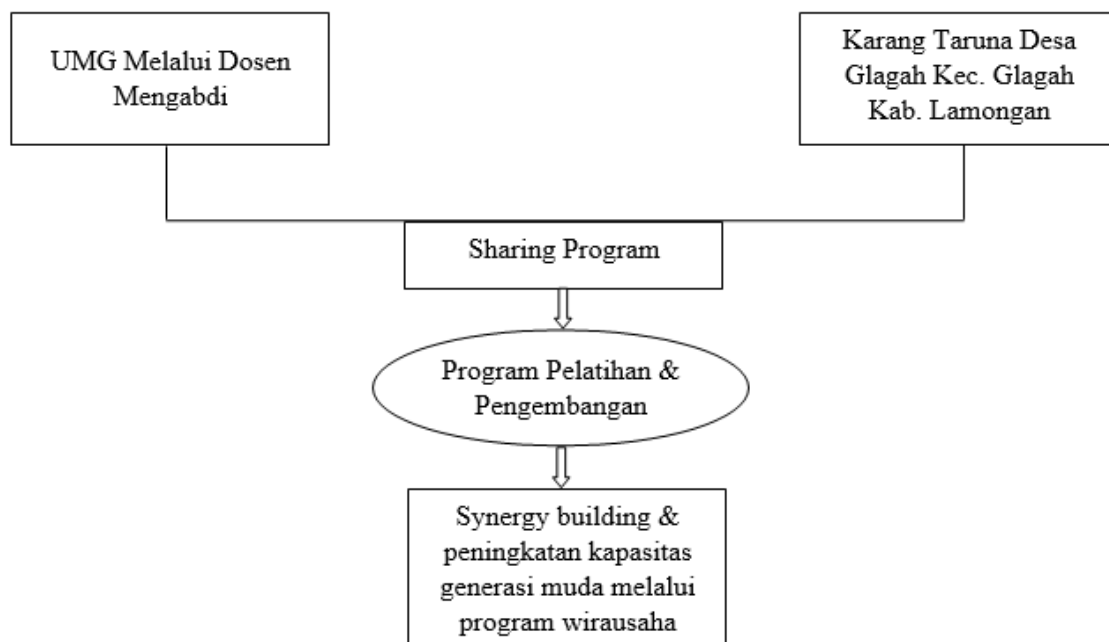 UMG Melalui Dosen
Mengabdi
Karang Taruna Desa
Glagah Kec. Glagah
Kab. Lamongan
Sharing Program
Program Pelatihan &
Pengembangan
Synergy building &
peningkatan kapasitas
generasi muda melalui
program wirausaha